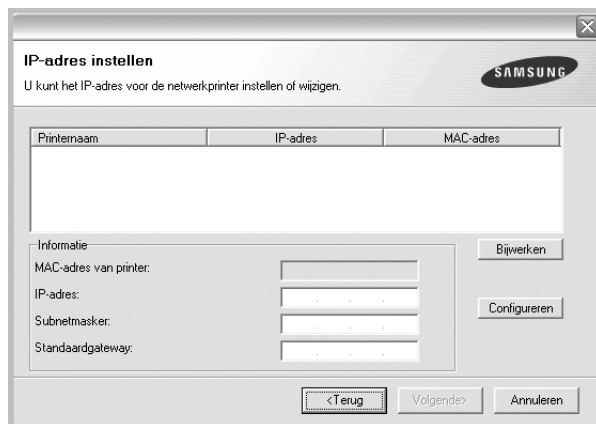 IP-adres instellen
U kunt het IP-adres voor de netwerkprinter instellen of wijzigen.
SAMSUNG
Printernaam IP-adres MAC-adres
Informatie
MAC-adres van printer:
IP-adres:
Subnetmasker:
Standaardgateway:
Bijwerken
Configureren
<Terug Volgende> Annuleren